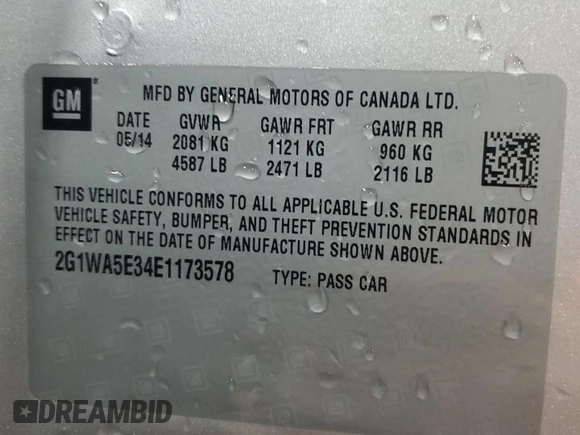 GM
MFD BY GENERAL MOTORS OF CANADA LTD.
DATE GVWR GAWR FRT GAWR RR
05/14 2081 KG 1121 KG 960 KG
4587 LB 2471 LB 2116 LB
THIS VEHICLE CONFORMS TO ALL APPLICABLE U.S. FEDERAL MOTOR
VEHICLE SAFETY, BUMPER, AND THEFT PREVENTION STANDARDS IN
EFFECT ON THE DATE OF MANUFACTURE SHOWN ABOVE.
2G1WA5E34E1173578 TYPE: PASS CAR
DREAMBID